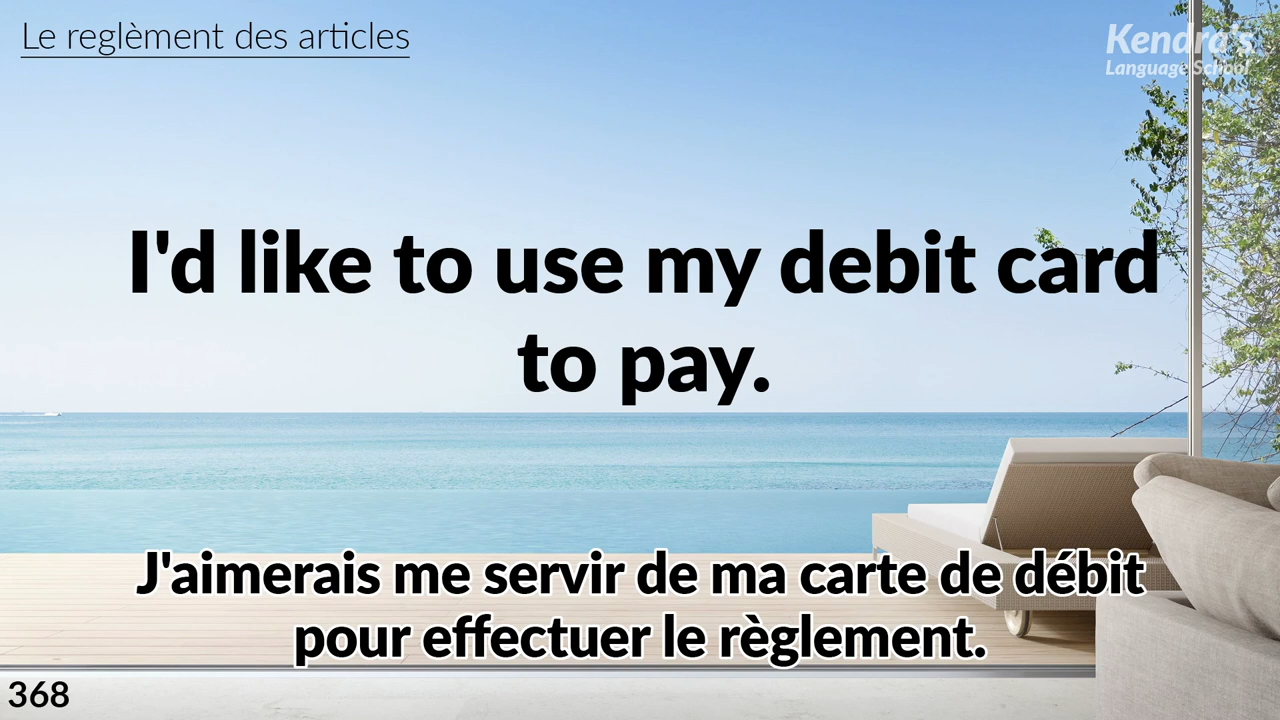 Le reglèment des articles
Kendra's
Language School
I'd like to use my debit card
to pay.
J'aimerais me servir de ma carte de débit
pour effectuer le règlement.
368